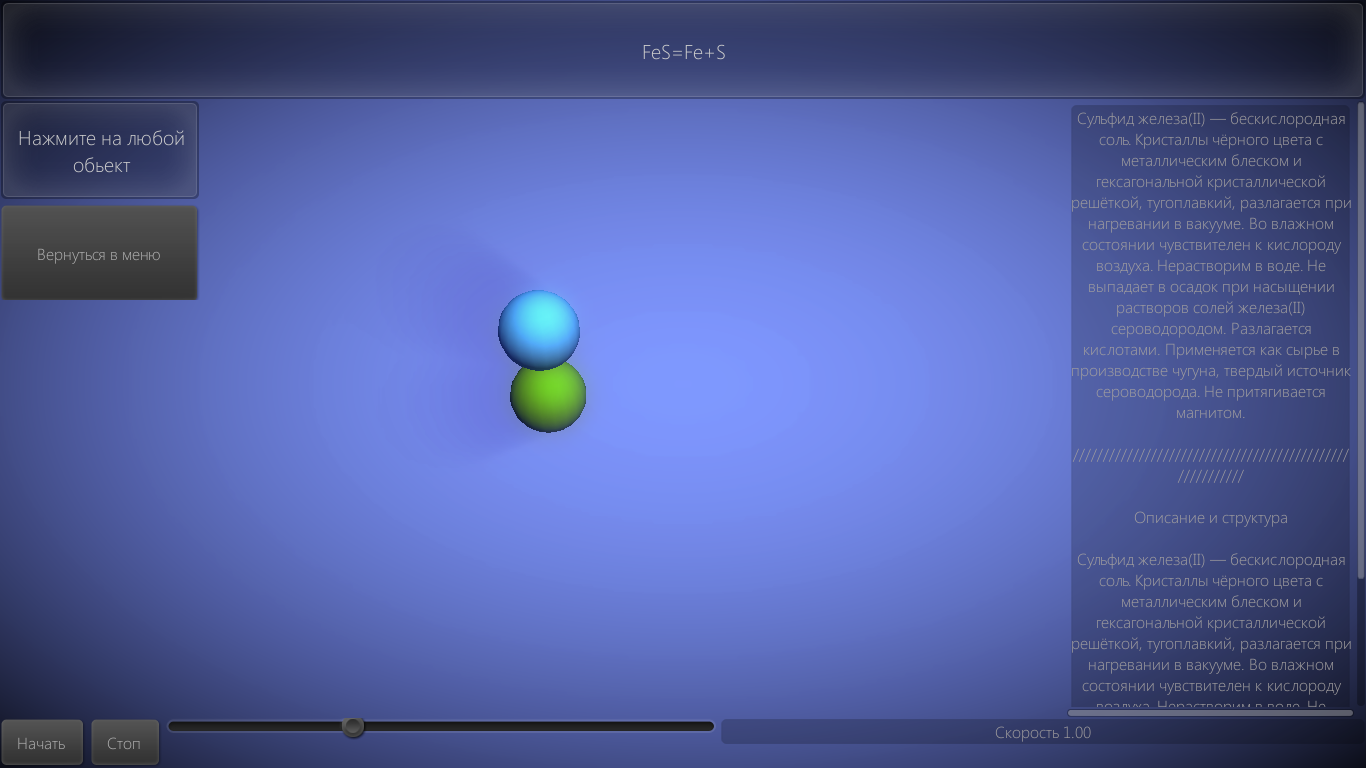 FeS=Fe+S
Нажмите на любой
обьект
Вернуться в меню
Сульфид железа(II) — бескислородная
соль. Кристаллы чёрного цвета с
металлическим блеском и
гексагональной кристаллической
решёткой, тугоплавкий, разлагается при
нагревании в вакууме. Во влажном
состоянии чувствителен к кислороду
воздуха. Нерастворим в воде. Не
выпадает в осадок при насыщении
растворов солей железа(II)
сероводородом. Разлагается
кислотами. Применяется как сырье в
производстве чугуна, твердый источник
сероводорода. Не притягивается
магнитом.
//////////////////////////////////////////////
///////////
Описание и структура
Сульфид железа(II) — бескислородная
соль. Кристаллы чёрного цвета с
металлическим блеском и
гексагональной кристаллической
решёткой, тугоплавкий, разлагается при
нагревании в вакууме. Во влажном
состоянии чувствителен к кислороду
воздуха. Нерастворим в воде. Не
Начать
Стоп
Скорость 1.00